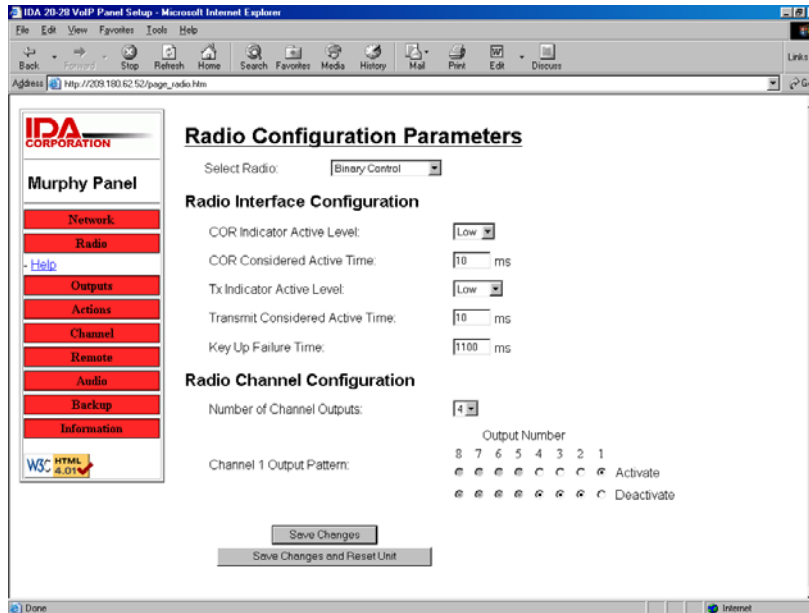 IDA 20-28 VoIP Panel Setup - Microsoft Internet Explorer
File Edit View Favorites Tools Help
Back Forward Stop Refresh Home Search Favorites Media History Mail Print Edit Discuss Links
Address http://209.180.62.52/page_radio.htm
IDA
CORPORATION
Murphy Panel
Network
Radio
- Help
Outputs
Actions
Channel
Remote
Audio
Backup
Information
W3C HTML 4.01
Radio Configuration Parameters
Select Radio: Binary Control
Radio Interface Configuration
COR Indicator Active Level: Low
COR Considered Active Time: 10 ms
Tx Indicator Active Level: Low
Transmit Considered Active Time: 10 ms
Key Up Failure Time: 1100 ms
Radio Channel Configuration
Number of Channel Outputs: 4
Output Number
8 7 6 5 4 3 2 1
Channel 1 Output Pattern: Activate
Deactivate
Save Changes
Save Changes and Reset Unit
Done Internet